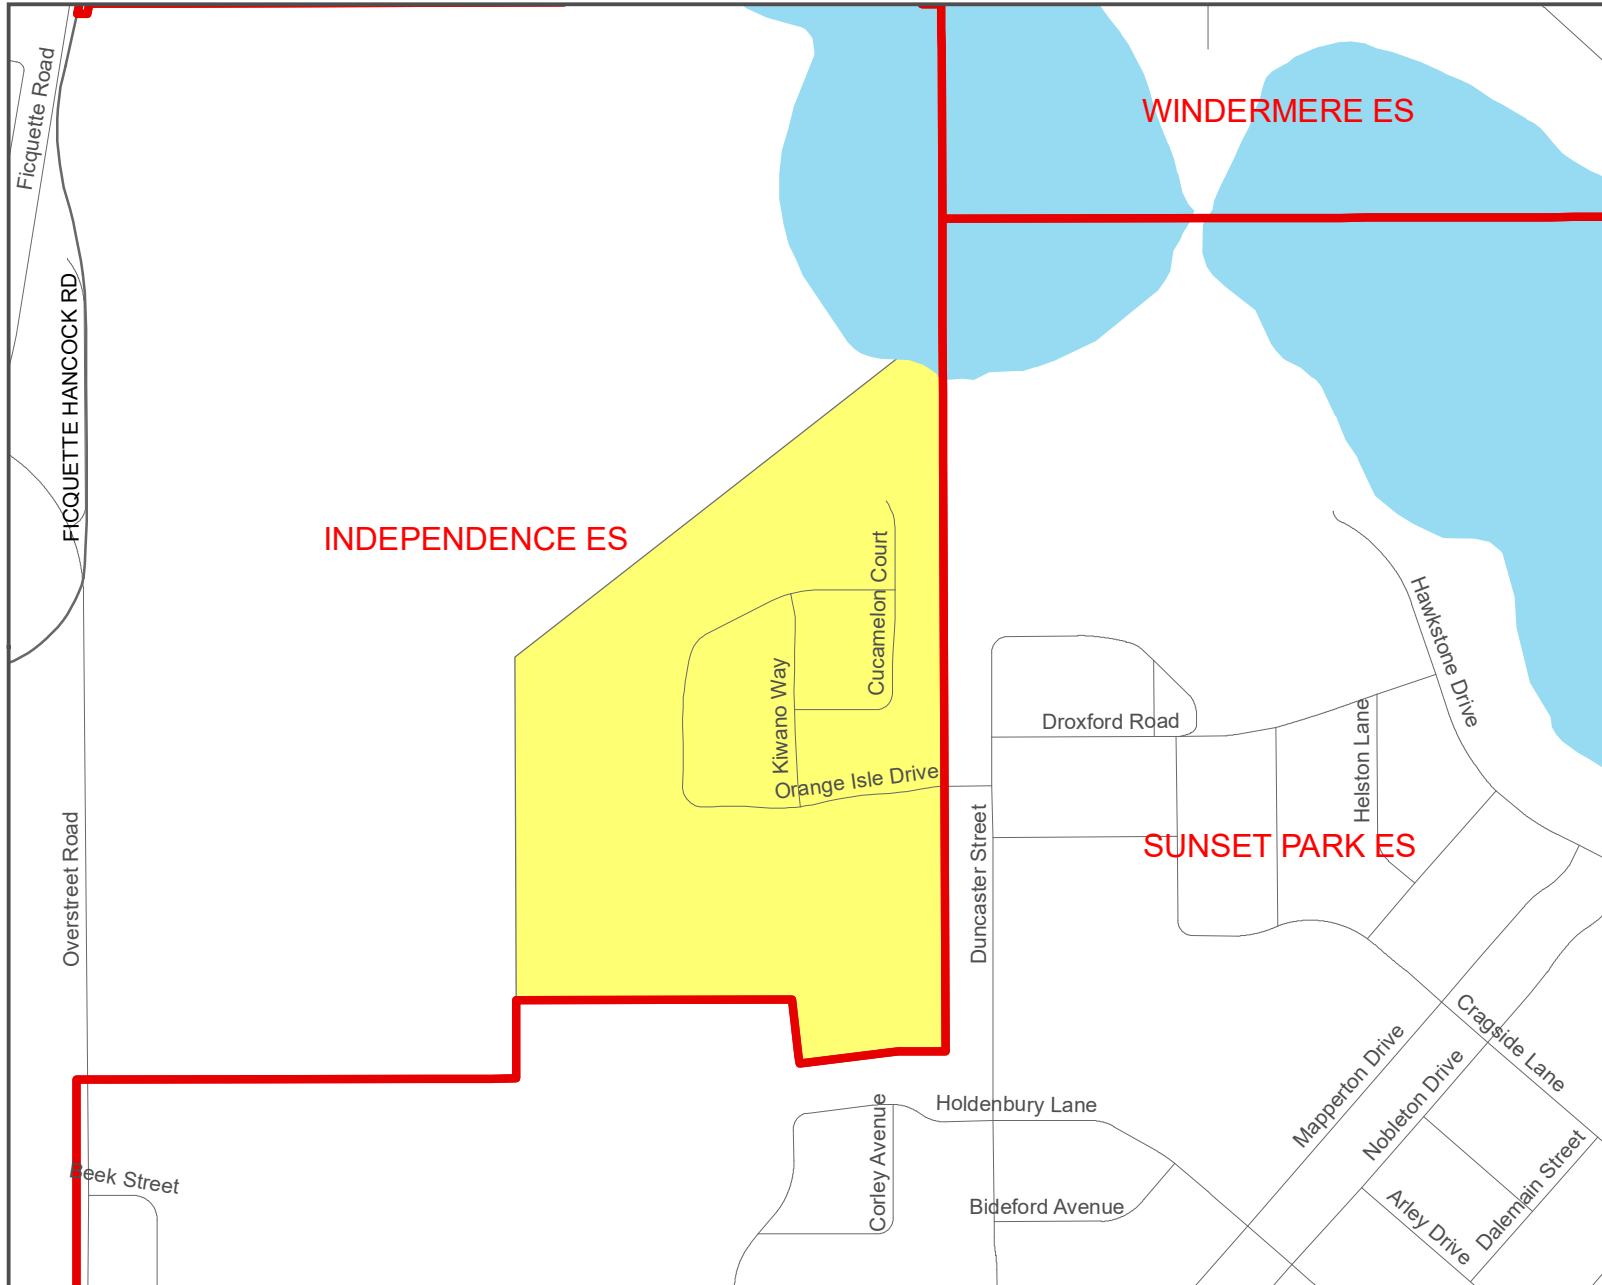 Ficquette Road
WINDERMERE ES
FICQUETTE HANCOCK RD
INDEPENDENCE ES
Cucamelon Court
Hawkstone Drive
Kiwano Way
Droxford Road
Helston Lane
Orange Isle Drive
Overstreet Road
Duncaster Street
SUNSET PARK ES
Cragside Lane
Mapperton Drive
Nobleton Drive
Holdenbury Lane
Corley Avenue
Beek Street
Bideford Avenue
Arley Drive
Dalemain Street